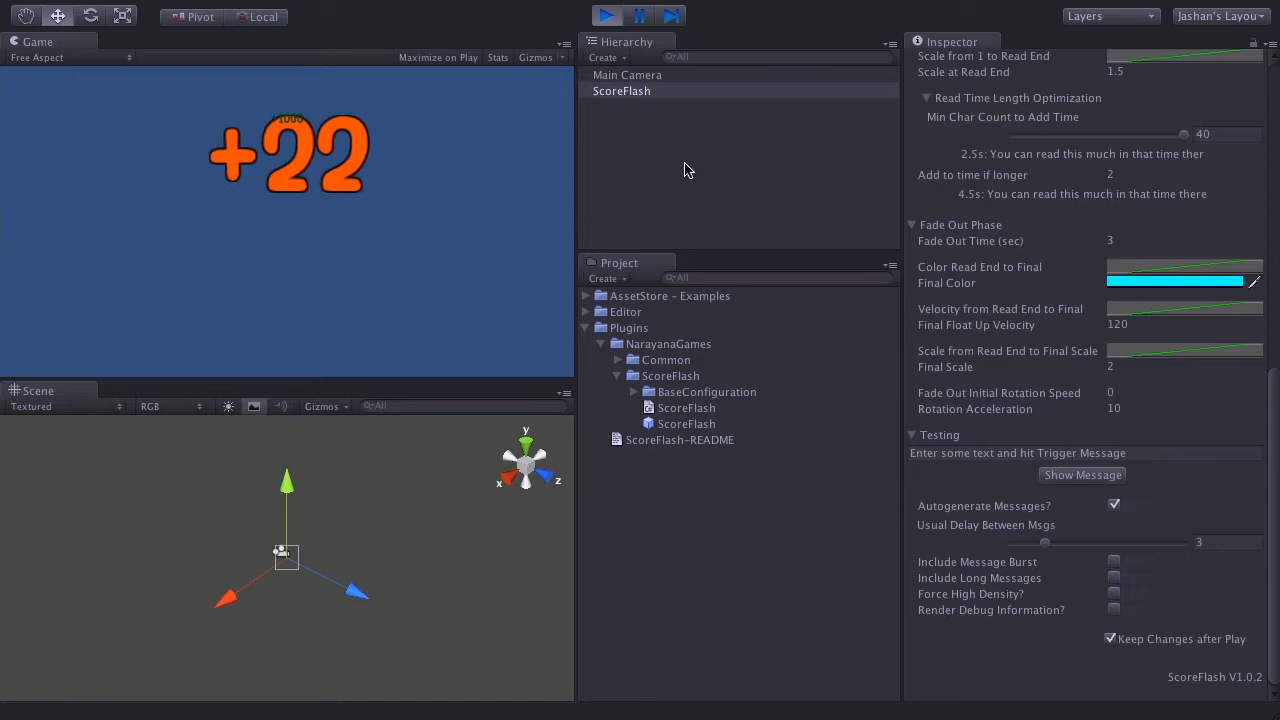 Pivot Local Layers Jashan's Layou
Game
Free Aspect Maximize on Play Stats Gizmos
+1000
+22
Scene
Textured RGB Gizmos All
y
x z
Hierarchy
Create All
Main Camera
ScoreFlash
Project
Create All
AssetStore - Examples
Editor
Plugins
NarayanaGames
Common
ScoreFlash
BaseConfiguration
ScoreFlash
ScoreFlash
ScoreFlash-README
Inspector
Scale from 1 to Read End
Scale at Read End 1.5
Read Time Length Optimization
Min Char Count to Add Time
40
2.5s: You can read this much in that time ther
Add to time if longer 2
4.5s: You can read this much in that time there
Fade Out Phase
Fade Out Time (sec) 3
Color Read End to Final
Final Color
Velocity from Read End to Final
Final Float Up Velocity 120
Scale from Read End to Final Scale
Final Scale 2
Fade Out Initial Rotation Speed 0
Rotation Acceleration 10
Testing
Enter some text and hit Trigger Message
Show Message
Autogenerate Messages?
Usual Delay Between Msgs
3
Include Message Burst
Include Long Messages
Force High Density?
Render Debug Information?
Keep Changes after Play
ScoreFlash V1.0.2